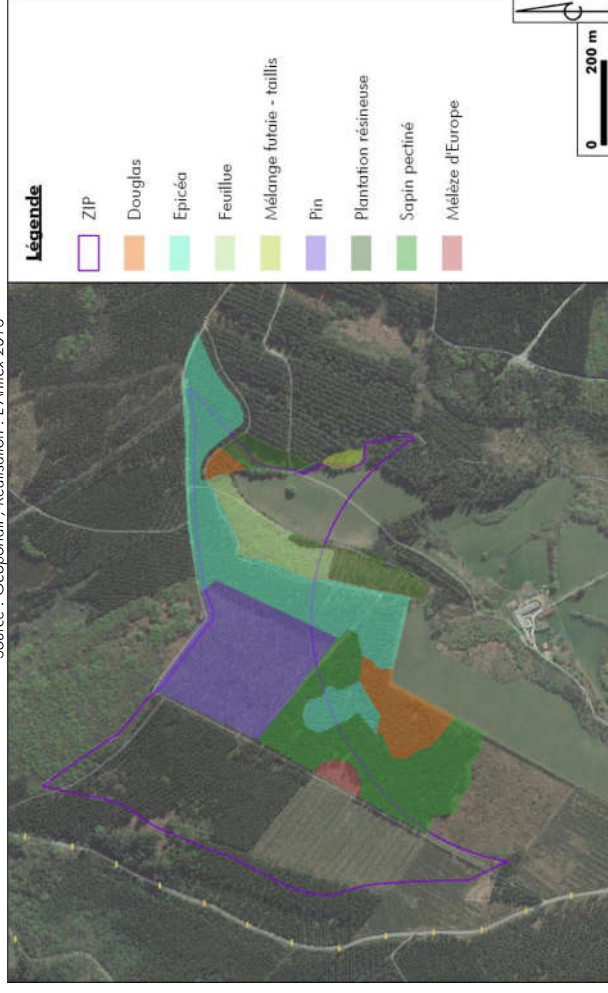 Légende
ZIP
Douglas
Epicéa
Feuillue
Mélange futaie - taillis
Pin
Plantation résineuse
Sapin pectiné
Mélèze d'Europe
0 200 m